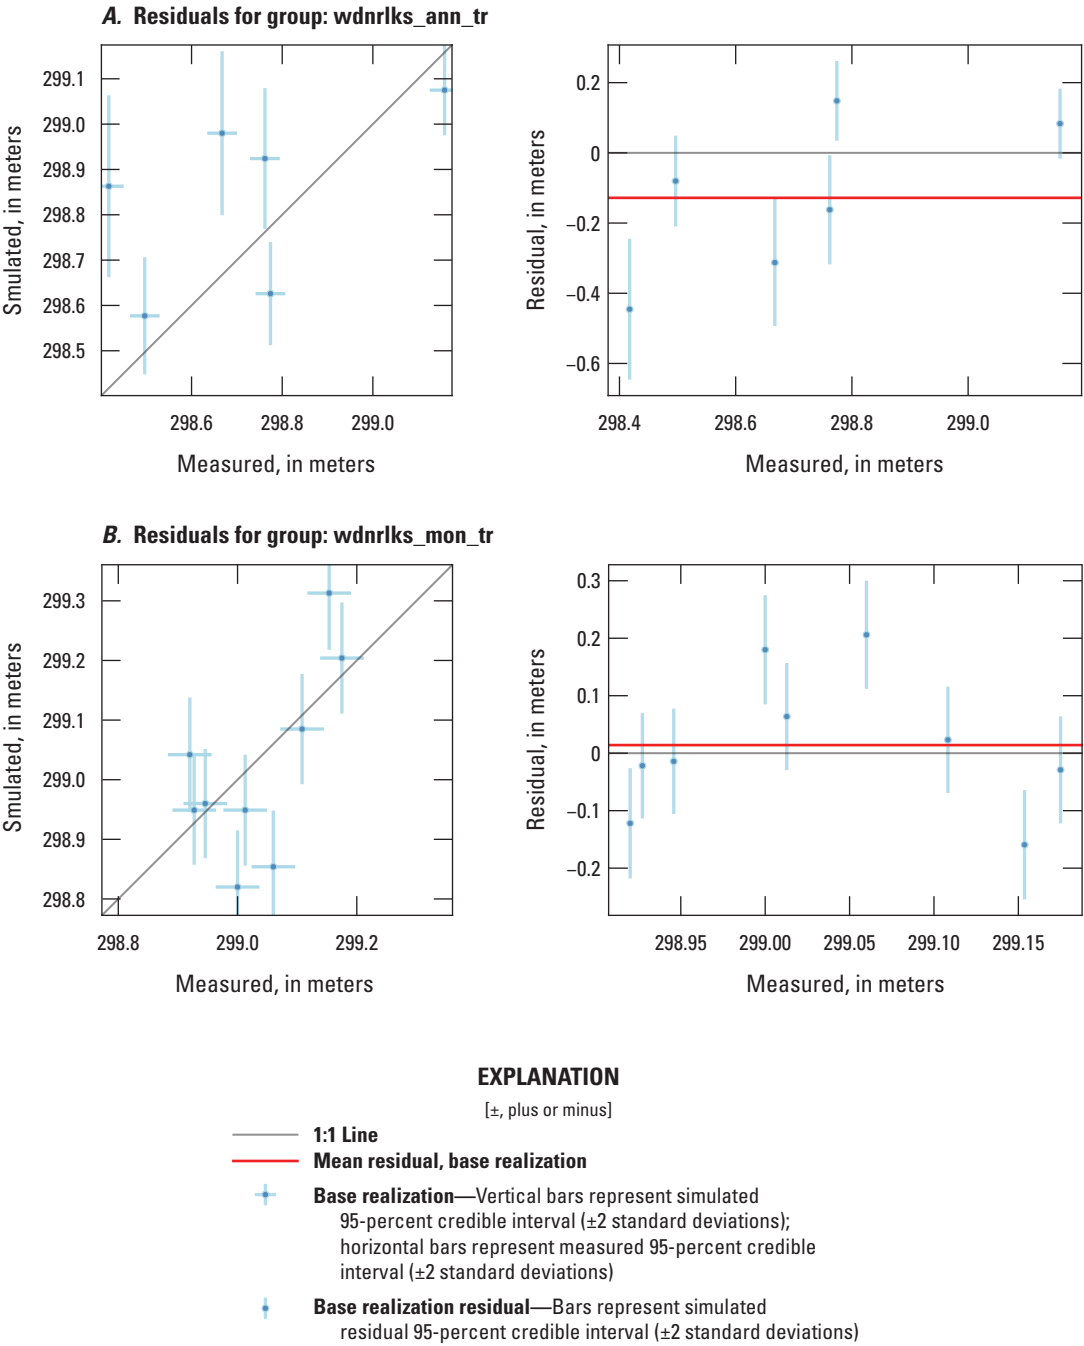 A. Residuals for group: wdnrlks_ann_tr
299.1
299.0
298.9
298.8
298.7
298.6
298.5
Smulated, in meters
298.6 298.8 299.0
Measured, in meters
0.2
0
−0.2
−0.4
−0.6
Residual, in meters
298.4 298.6 298.8 299.0
Measured, in meters
B. Residuals for group: wdnrlks_mon_tr
299.3
299.2
299.1
299.0
298.9
298.8
Smulated, in meters
298.8 299.0 299.2
Measured, in meters
0.3
0.2
0.1
0
−0.1
−0.2
Residual, in meters
298.95 299.00 299.05 299.10 299.15
Measured, in meters
EXPLANATION
[±, plus or minus]
1:1 Line
Mean residual, base realization
Base realization—Vertical bars represent simulated
95-percent credible interval (±2 standard deviations);
horizontal bars represent measured 95-percent credible
interval (±2 standard deviations)
Base realization residual—Bars represent simulated
residual 95-percent credible interval (±2 standard deviations)